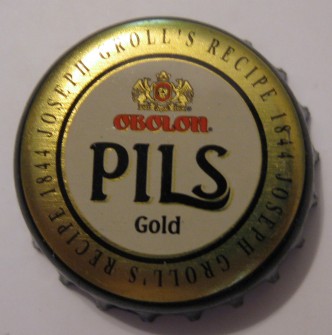 1844 JOSEPH GROLL'S RECIPE 1844 JOSEPH GROLL'S RECIPE
OBOLON
PILS
Gold